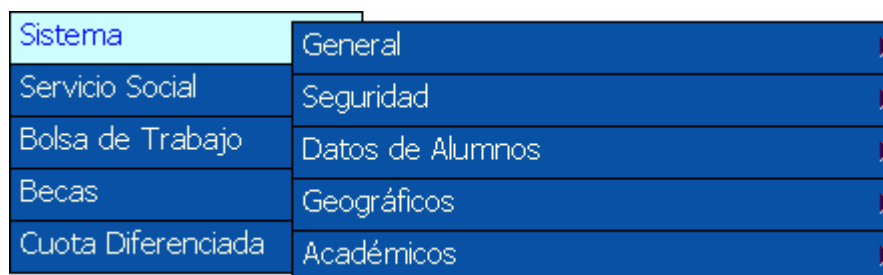 Sistema
Servicio Social
Bolsa de Trabajo
Becas
Cuota Diferenciada
General
Seguridad
Datos de Alumnos
Geográficos
Académicos